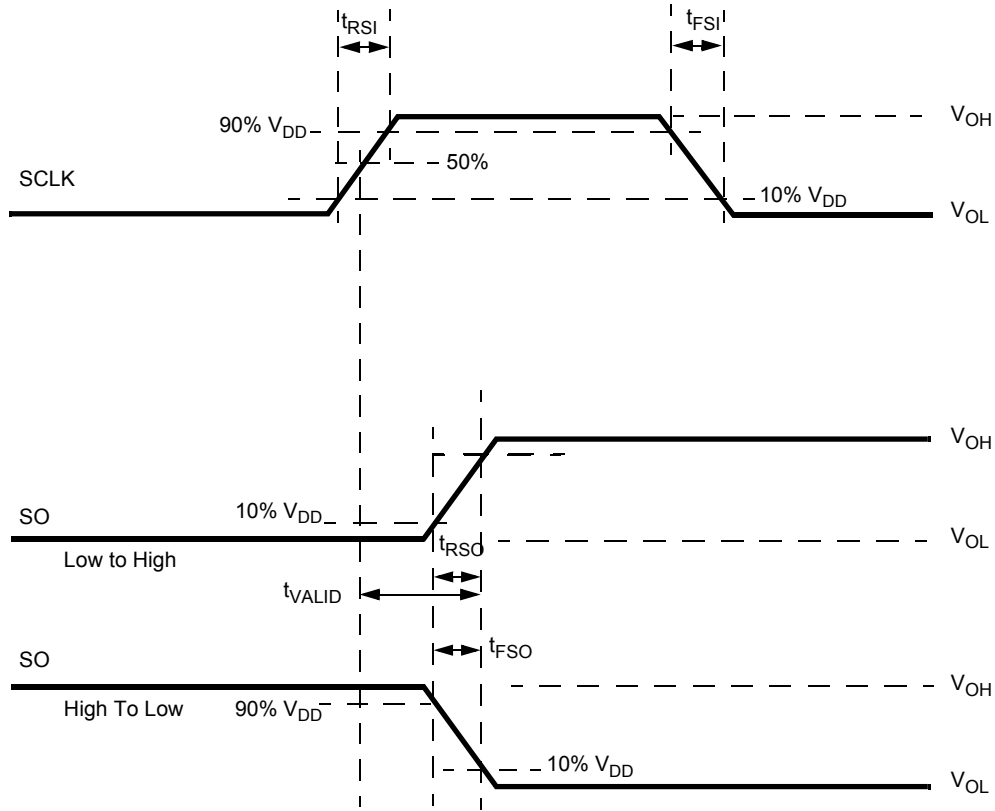 tRSI
tFSI
VOH
90% VDD
50%
SCLK
10% VDD
VOL
VOH
10% VDD
SO
Low to High
tRSO
VOL
tVALID
tFSO
SO
VOH
High To Low
90% VDD
10% VDD
VOL